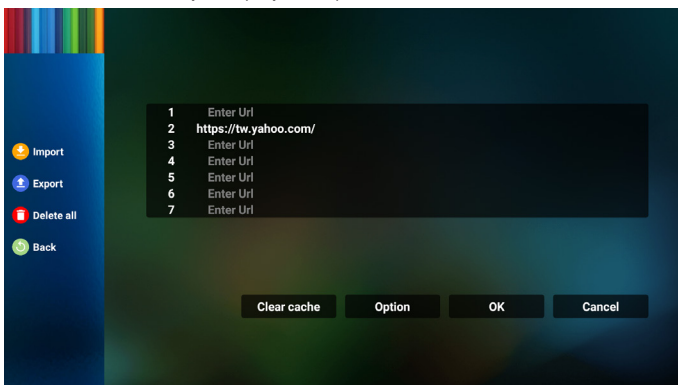 Import
Export
Delete all
Back
1 Enter Url
2 https://tw.yahoo.com/
3 Enter Url
4 Enter Url
5 Enter Url
6 Enter Url
7 Enter Url
Clear cache Option OK Cancel